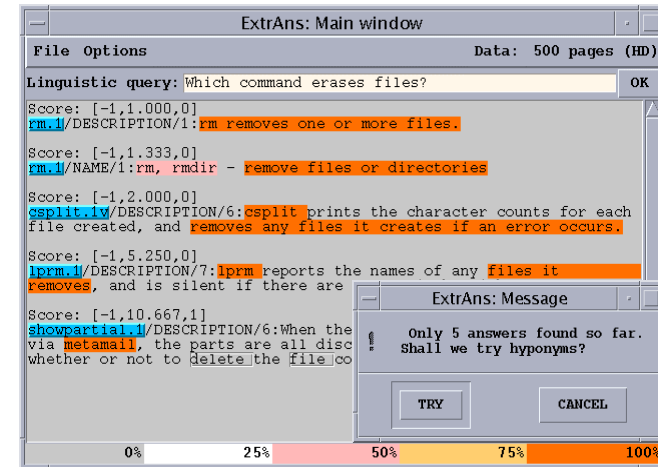 ExtrAns: Main window
File Options Data: 500 pages (HD)
Linguistic query: Which command erases files? OK
Score: [-1,1.000,0]
rm.1/DESCRIPTION/1:rm removes one or more files.
Score: [-1,1.333,0]
rm.1/NAME/1:rm, rmdir - remove files or directories
Score: [-1,2.000,0]
csplit.1v/DESCRIPTION/6:csplit prints the character counts for each
file created, and removes any files it creates if an error occurs.
Score: [-1,5.250,0]
lprm.1/DESCRIPTION/7:lprm reports the names of any files it
removes, and is silent if there are
Score: [-1,10.667,1]
showpartial.1/DESCRIPTION/6:When the
via metamail, the parts are all disc
whether or not to delete the file co
ExtrAns: Message
! Only 5 answers found so far.
Shall we try hyponyms?
TRY CANCEL
0% 25% 50% 75% 100%